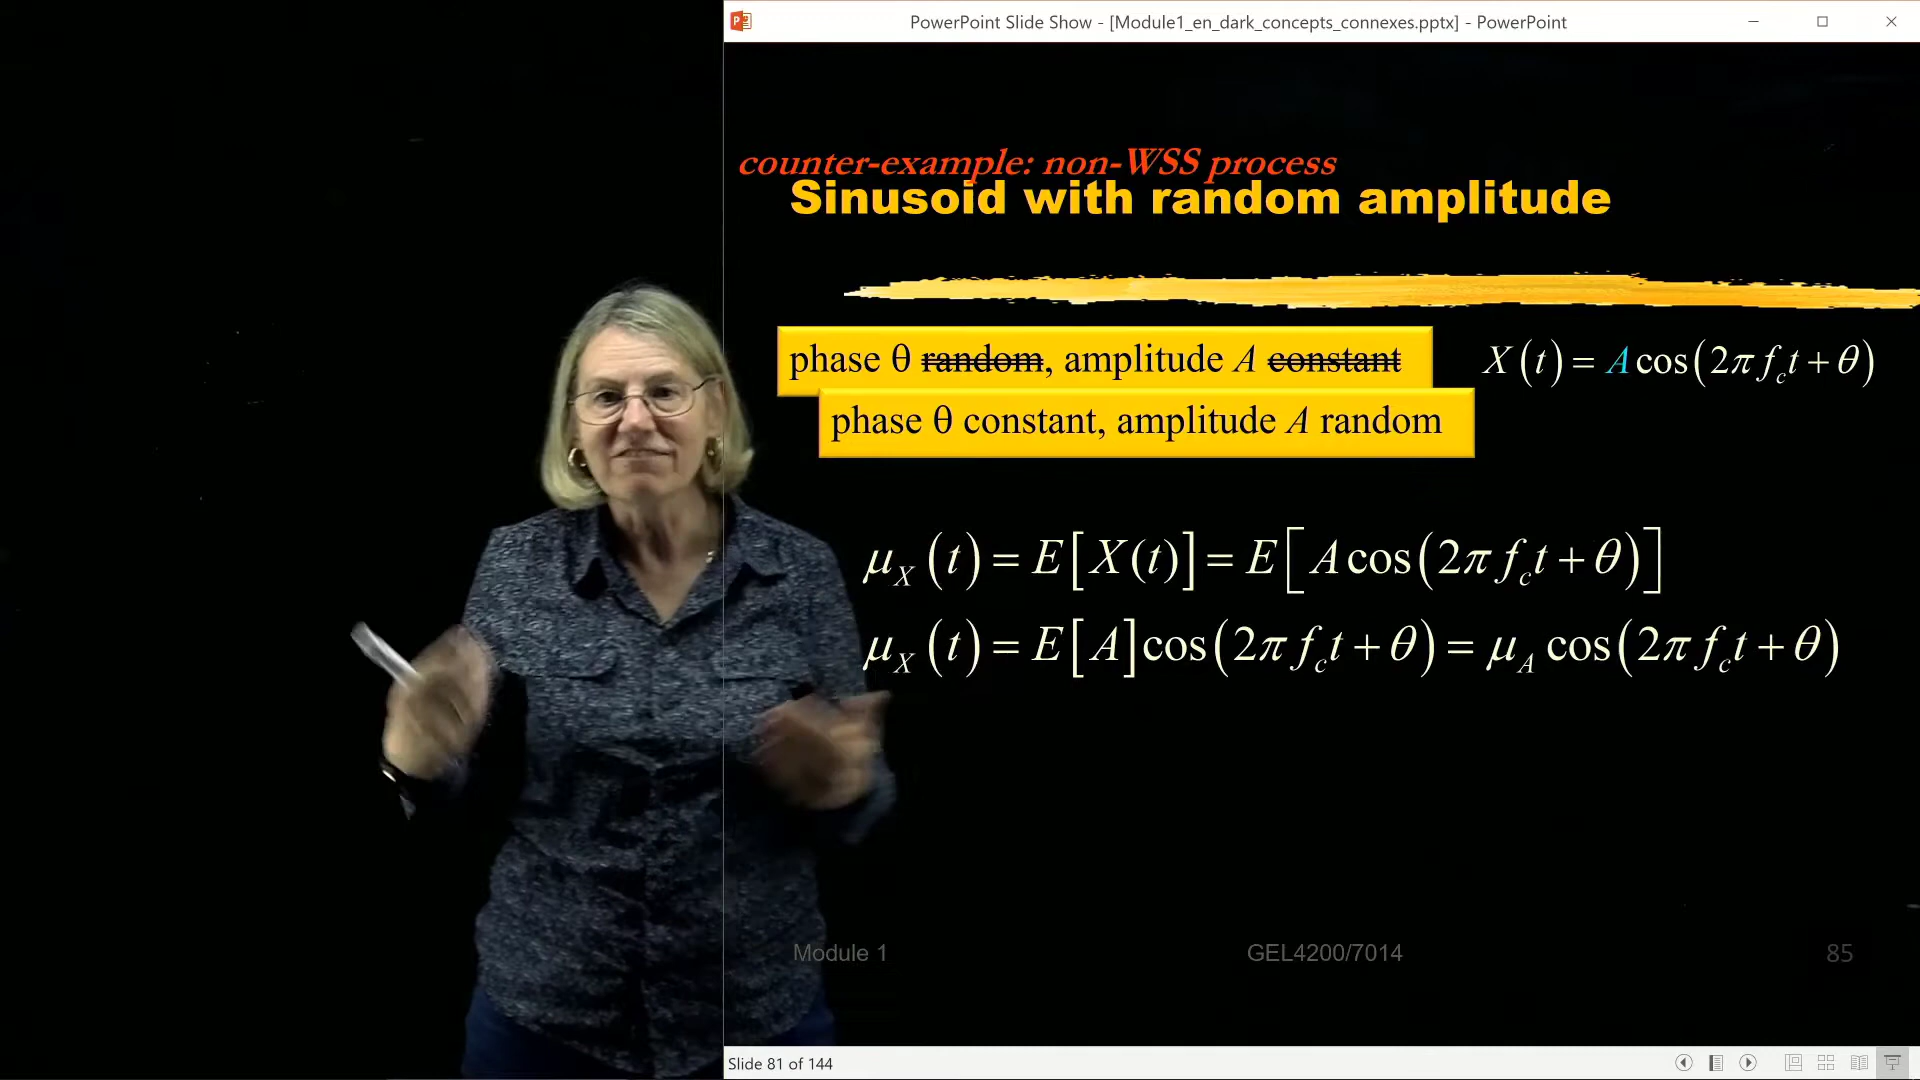 PowerPoint Slide Show - [Module1_en_dark_concepts_connexes.pptx] - PowerPoint
counter-example: non-WSS process
Sinusoid with random amplitude
phase θ random, amplitude A constant
X(t) = A cos(2π f_c t + θ)
phase θ constant, amplitude A random
μ_X (t) = E[X(t)] = E[A cos(2π f_c t + θ)]
μ_X (t) = E[A] cos(2π f_c t + θ) = μ_A cos(2π f_c t + θ)
Module 1
GEL4200/7014
85
Slide 81 of 144